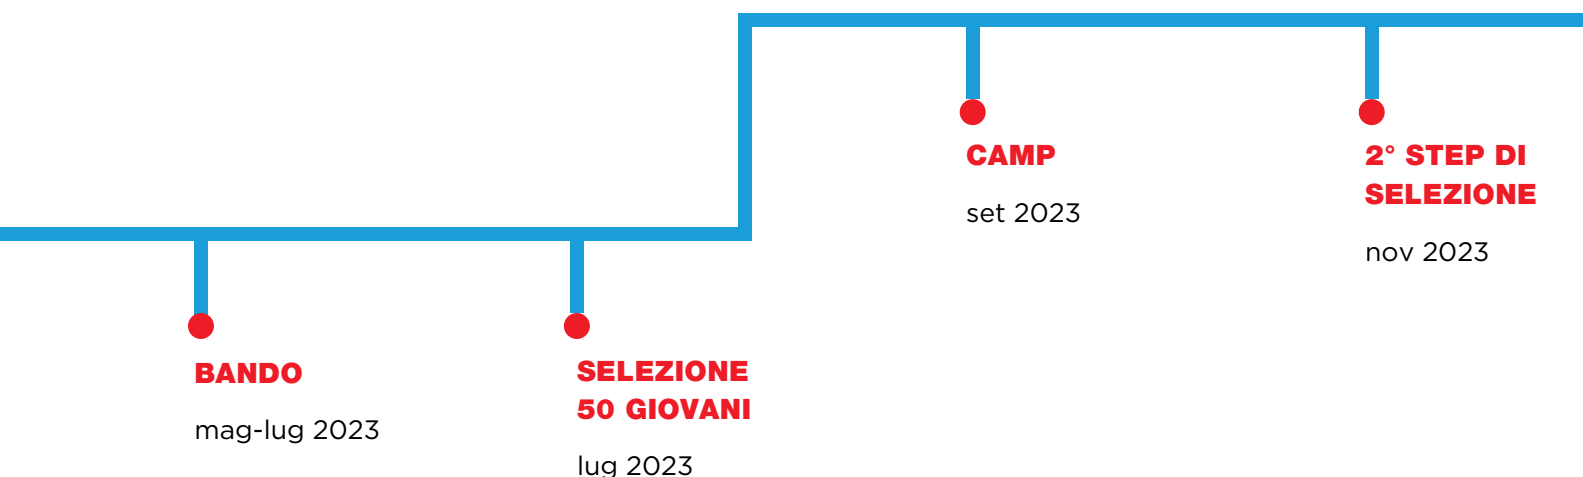 BANDO
mag-lug 2023
SELEZIONE
50 GIOVANI
lug 2023
CAMP
set 2023
2° STEP DI
SELEZIONE
nov 2023